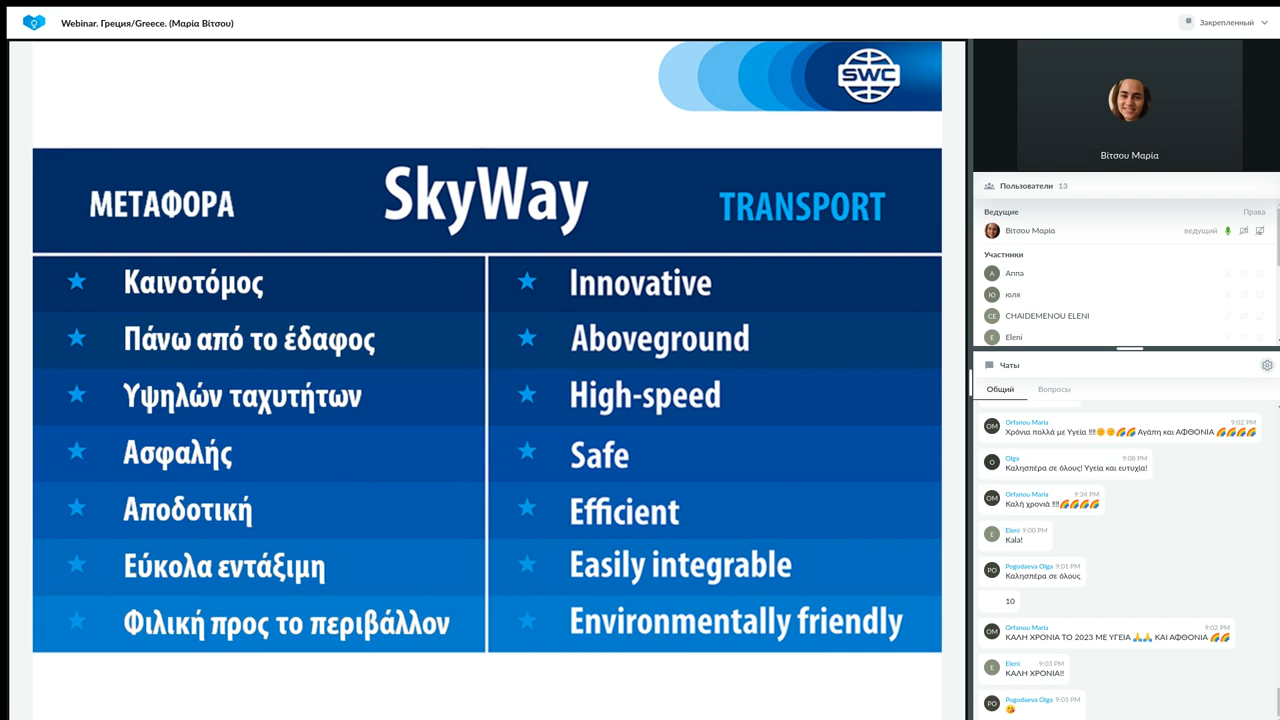 Webinar. Греция/Greece. (Μαρία Βίτσου)
Закрепленный
SWC
ΜΕΤΑΦΟΡΑ
SkyWay
TRANSPORT
Καινοτόμος
Innovative
Πάνω από το έδαφος
Aboveground
Υψηλών ταχυτήτων
High-speed
Ασφαλής
Safe
Αποδοτική
Efficient
Εύκολα εντάξιμη
Easily integrable
Φιλική προς το περιβάλλον
Environmentally friendly
Βίτσου Μαρία
Пользователи 13
Ведущие Права
Βίτσου Μαρία ведущий
Участники
A Anna
Ю юля
CE CHAIDEMENOU ELENI
E Eleni
Чаты
Общий Вопросы
Orfanou Maria 9:02 PM
OM Χρόνια πολλά με Υγεία !!!!🙂🙂🌈🌈 Αγάπη και ΑΦΘΟΝΙΑ 🌈🌈🌈🌈
Olga 9:08 PM
O Καλησπέρα σε όλους! Υγεία και ευτυχία!
Orfanou Maria 9:34 PM
OM Καλή χρονιά !!!!🌈🌈🌈🌈
Eleni 9:00 PM
E Kala!
Pogodaeva Olga 9:01 PM
PO Καλησπέρα σε όλους
10
Orfanou Maria 9:02 PM
OM ΚΑΛΗ ΧΡΟΝΙΑ ΤΟ 2023 ΜΕ ΥΓΕΙΑ 🙏🙏 ΚΑΙ ΑΦΘΟΝΙΑ 🌈🌈
Eleni 9:03 PM
E ΚΑΛΗ ΧΡΟΝΙΑ!!
Pogodaeva Olga 9:03 PM
PO 😘